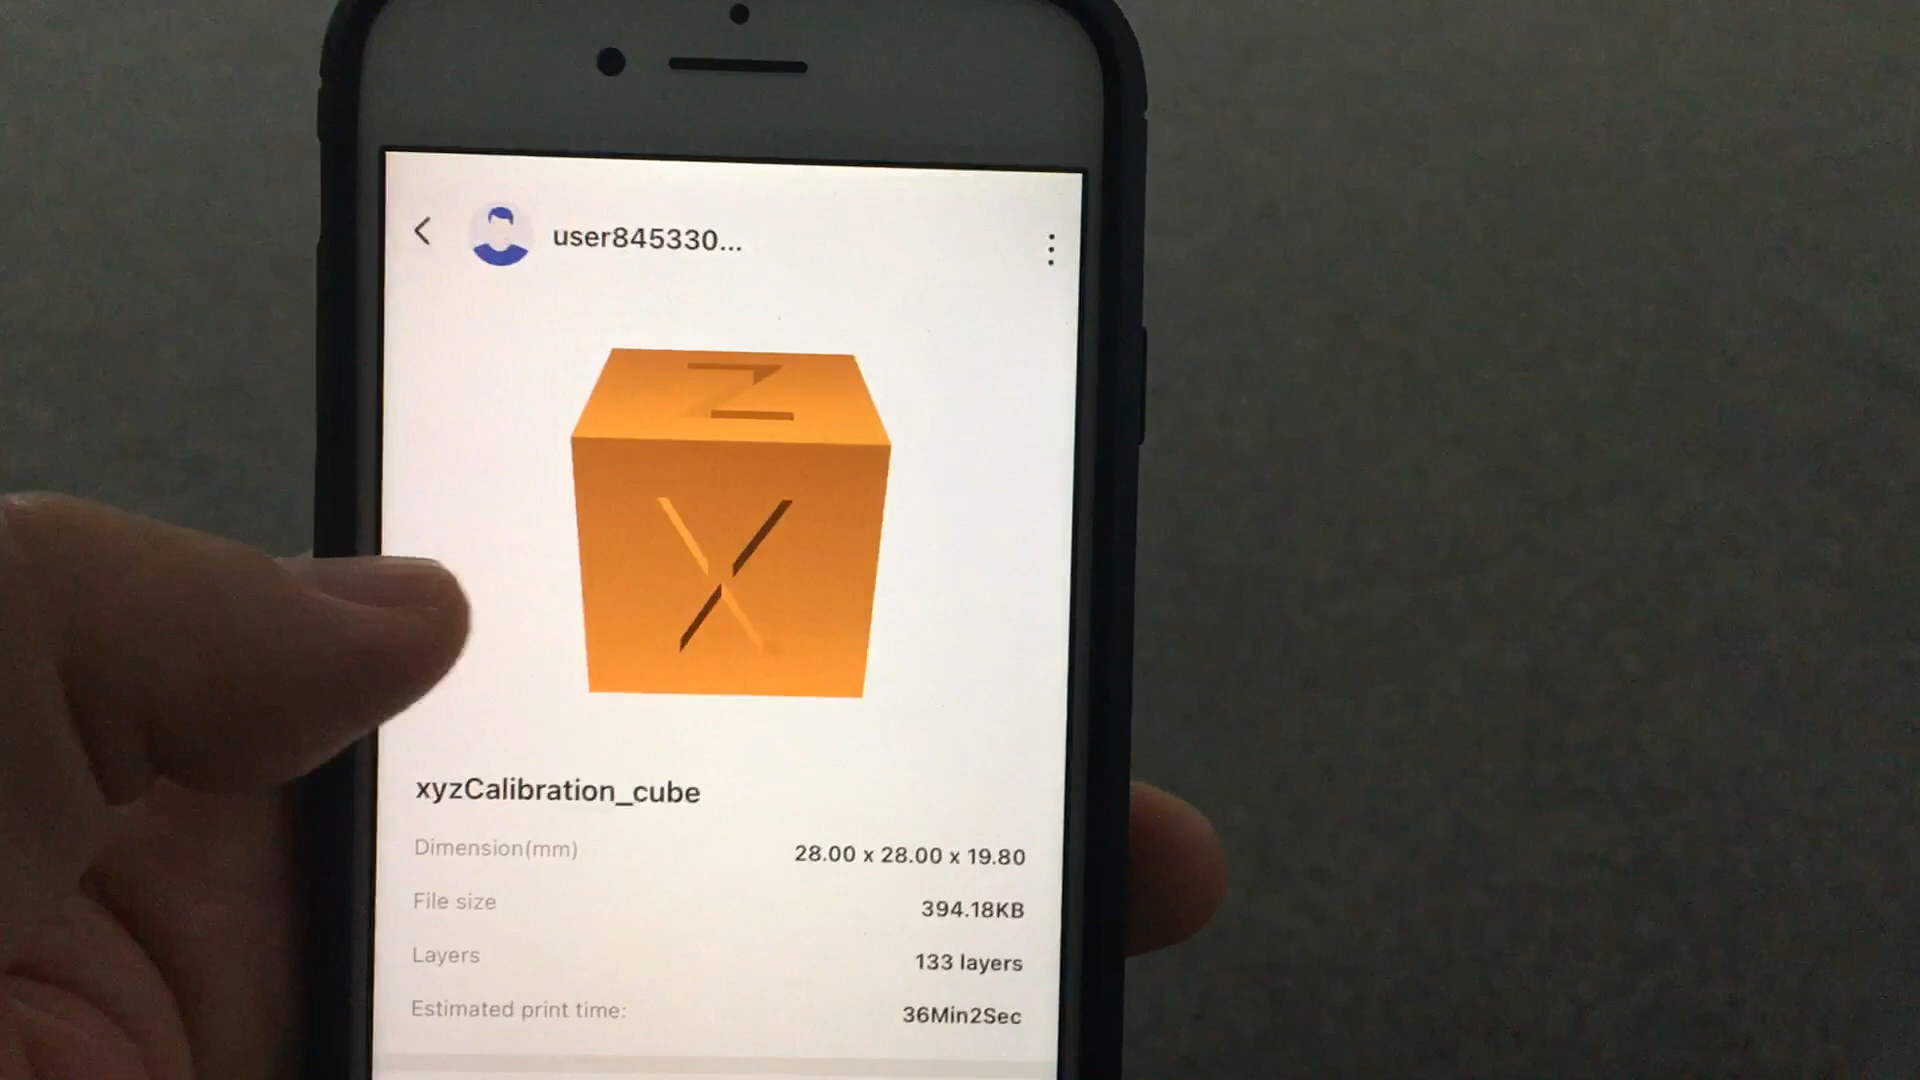 user845330...
Z
X
xyzCalibration_cube
Dimension(mm) 28.00 x 28.00 x 19.80
File size 394.18KB
Layers 133 layers
Estimated print time: 36Min2Sec